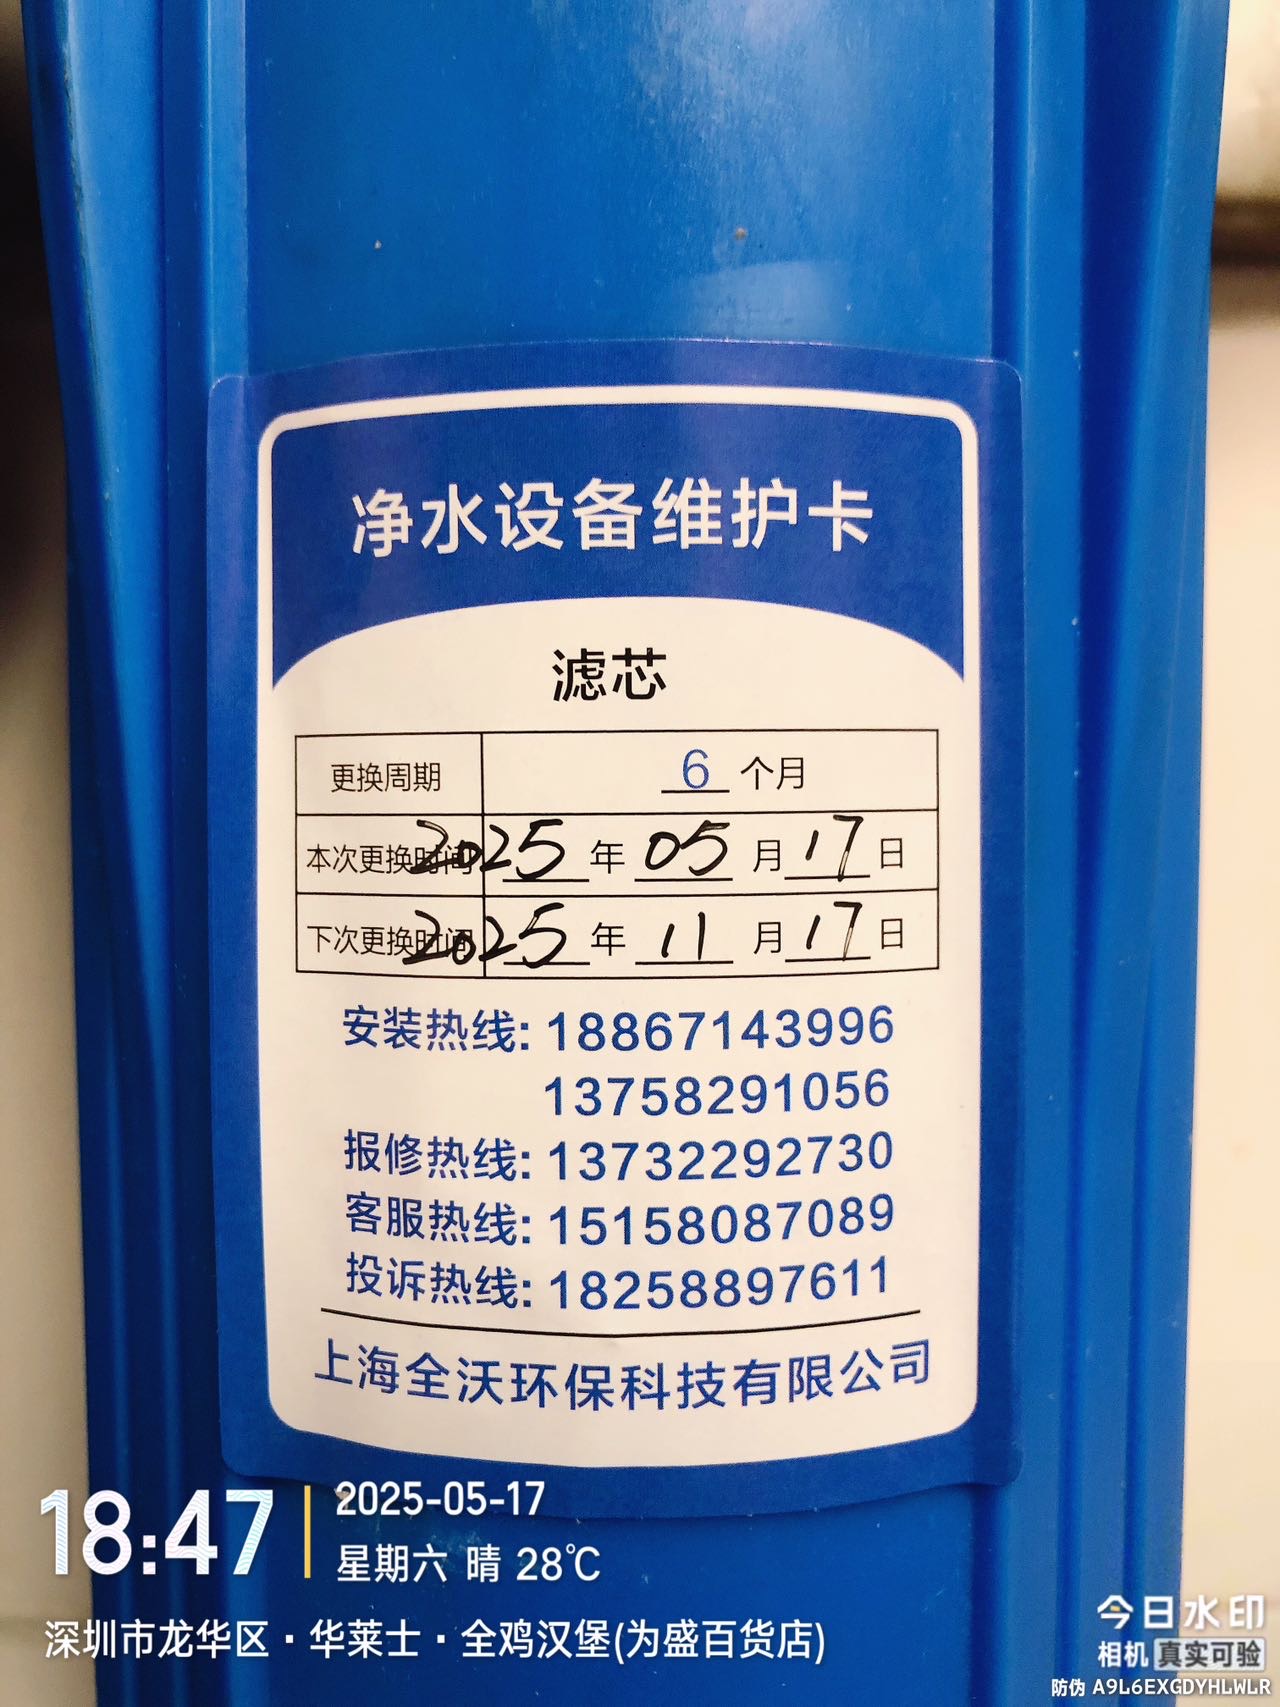 净水设备维护卡
滤芯
更换周期 6 个月
本次更换时间 2025 年 05 月 17 日
下次更换时间 2025 年 11 月 17 日
安装热线: 18867143996
13758291056
报修热线: 13732292730
客服热线: 15158087089
投诉热线: 18258897611
上海全沃环保科技有限公司
18:47
2025-05-17
星期六 晴 28℃
深圳市龙华区·华莱士·全鸡汉堡(为盛百货店)
今日水印
相机 真实可验
防伪 A9L6EXGDYHLWLR